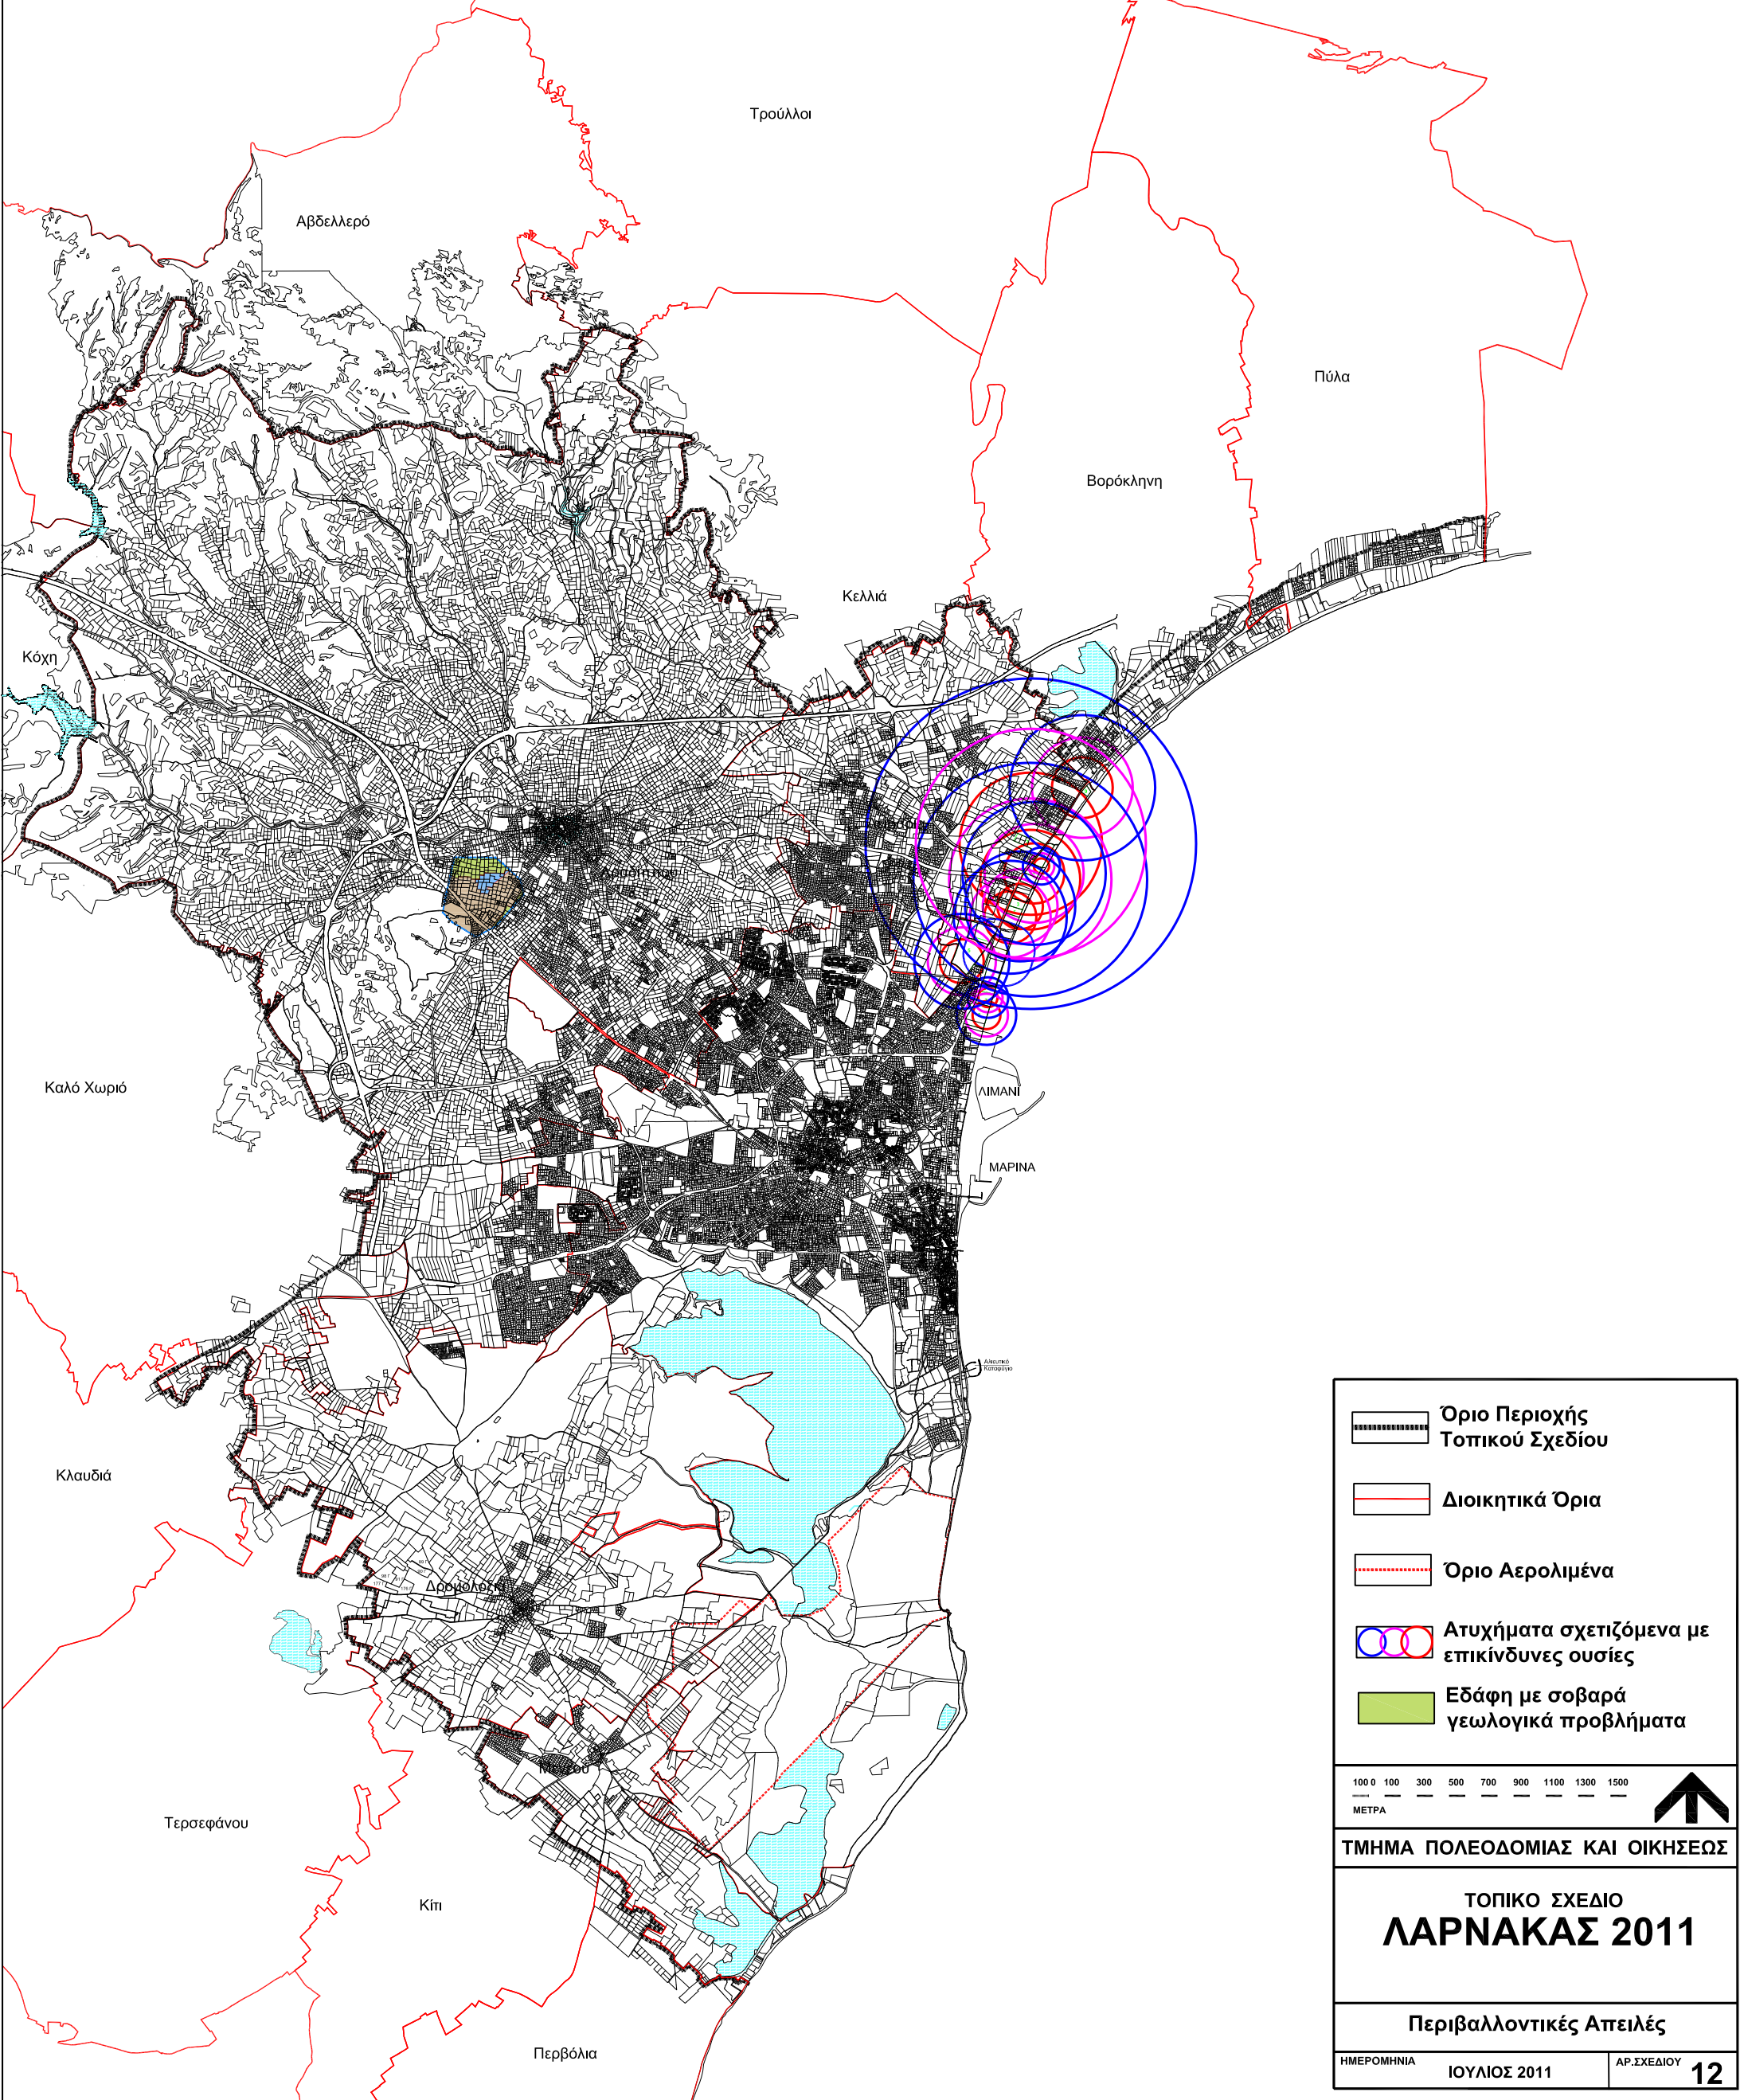 Τρούλλοι
Αβδελλερό
Πύλα
Βορόκληνη
Κελλιά
Κόχη
Καλό Χωριό
ΛΙΜΑΝΙ
ΜΑΡΙΝΑ
Αλιευτικό
Καταφύγιο
Κλαυδιά
Δρομολαξιά
Μενεού
Τερσεφάνου
Κίτι
Περβόλια
Όριο Περιοχής
Τοπικού Σχεδίου
Διοικητικά Όρια
Όριο Αερολιμένα
Ατυχήματα σχετιζόμενα με
επικίνδυνες ουσίες
Εδάφη με σοβαρά
γεωλογικά προβλήματα
100 0 100 300 500 700 900 1100 1300 1500
ΜΕΤΡΑ
ΤΜΗΜΑ ΠΟΛΕΟΔΟΜΙΑΣ ΚΑΙ ΟΙΚΗΣΕΩΣ
ΤΟΠΙΚΟ ΣΧΕΔΙΟ
ΛΑΡΝΑΚΑΣ 2011
Περιβαλλοντικές Απειλές
ΗΜΕΡΟΜΗΝΙΑ ΙΟΥΛΙΟΣ 2011 ΑΡ.ΣΧΕΔΙΟΥ 12